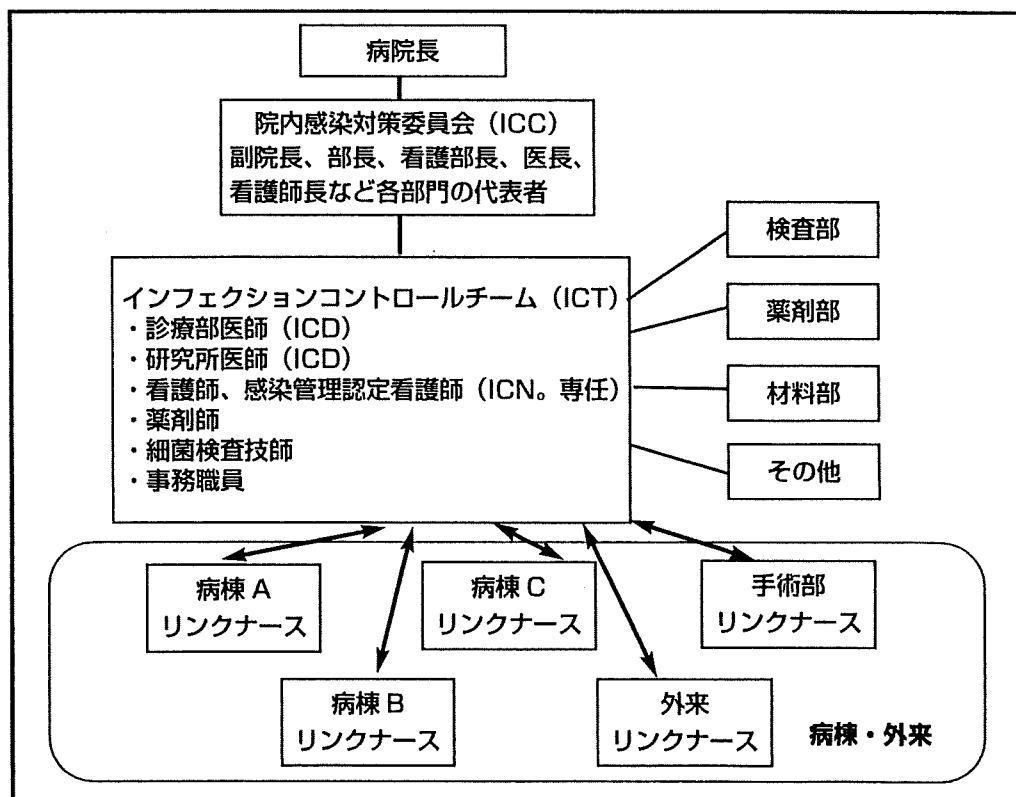 病院長
院内感染対策委員会（ICC）
副院長、部長、看護部長、医長、
看護師長など各部門の代表者
インフェクションコントロールチーム（ICT）
・診療部医師（ICD）
・研究所医師（ICD）
・看護師、感染管理認定看護師（ICN。専任）
・薬剤師
・細菌検査技師
・事務職員
検査部
薬剤部
材料部
その他
病棟A
リンクナース
病棟C
リンクナース
手術部
リンクナース
病棟B
リンクナース
外来
リンクナース
病棟・外来